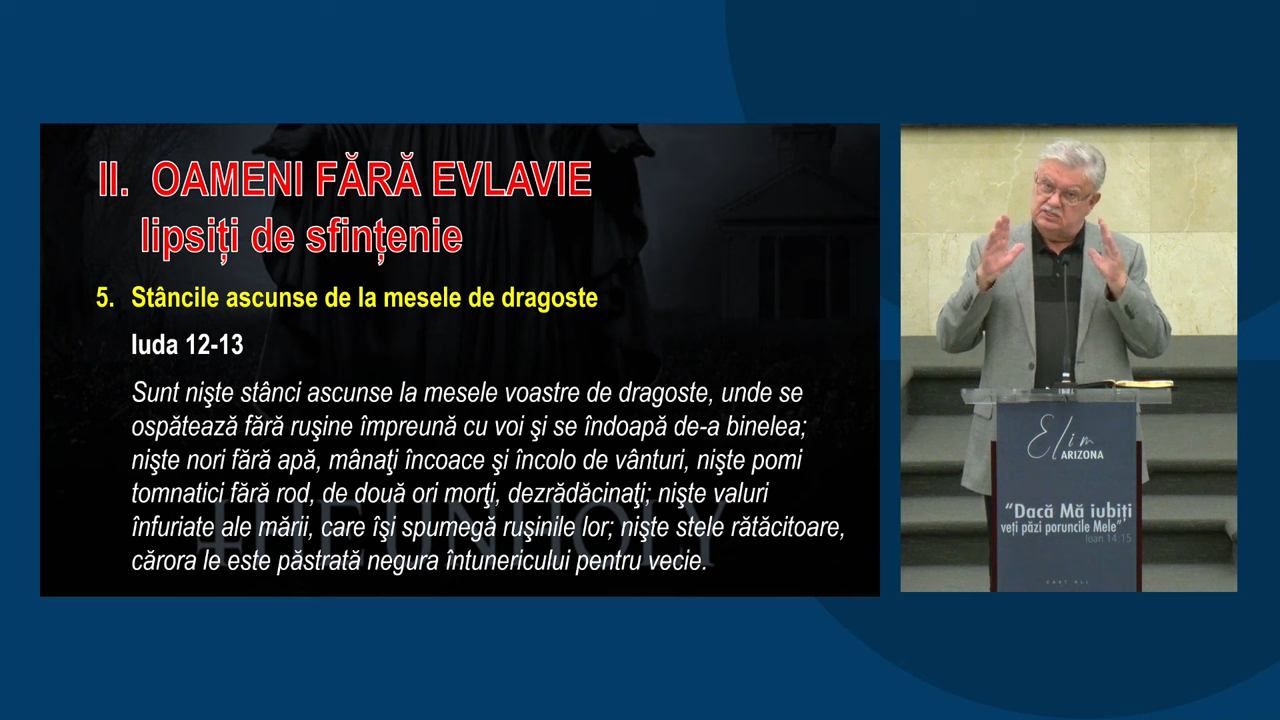 II. OAMENI FĂRĂ EVLAVIE
lipsiți de sfințenie
5. Stâncile ascunse de la mesele de dragoste
Iuda 12-13
Sunt nişte stânci ascunse la mesele voastre de dragoste, unde se
ospătează fără ruşine împreună cu voi şi se îndoapă de-a binelea;
nişte nori fără apă, mânaţi încoace şi încolo de vânturi, nişte pomi
tomnatici fără rod, de două ori morţi, dezrădăcinaţi; nişte valuri
înfuriate ale mării, care îşi spumegă ruşinile lor; nişte stele rătăcitoare,
cărora le este păstrată negura întunericului pentru vecie.
Elim
ARIZONA
“Dacă Mă iubiți
veți păzi poruncile Mele”
Ioan 14:15